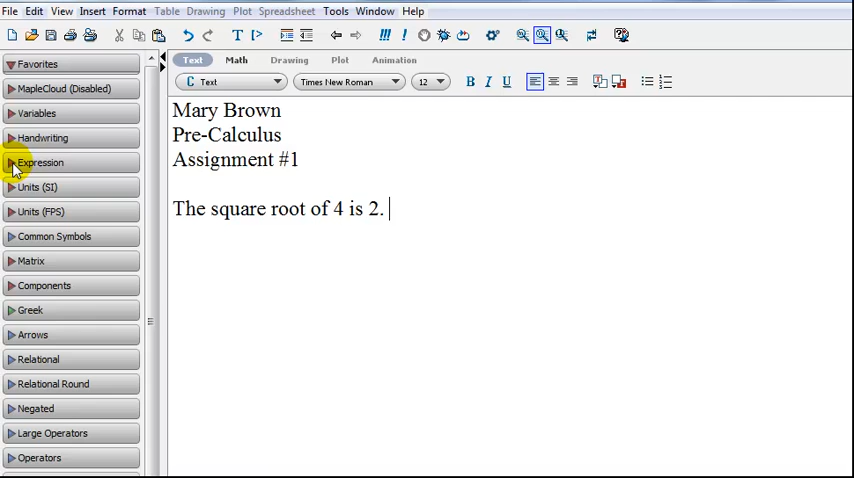 File Edit View Insert Format Table Drawing Plot Spreadsheet Tools Window Help
Favorites
MapleCloud (Disabled)
Variables
Handwriting
Expression
Units (SI)
Units (FPS)
Common Symbols
Matrix
Components
Greek
Arrows
Relational
Relational Round
Negated
Large Operators
Operators
Text Math Drawing Plot Animation
C Text Times New Roman 12 B I U
Mary Brown
Pre-Calculus
Assignment #1
The square root of 4 is 2.